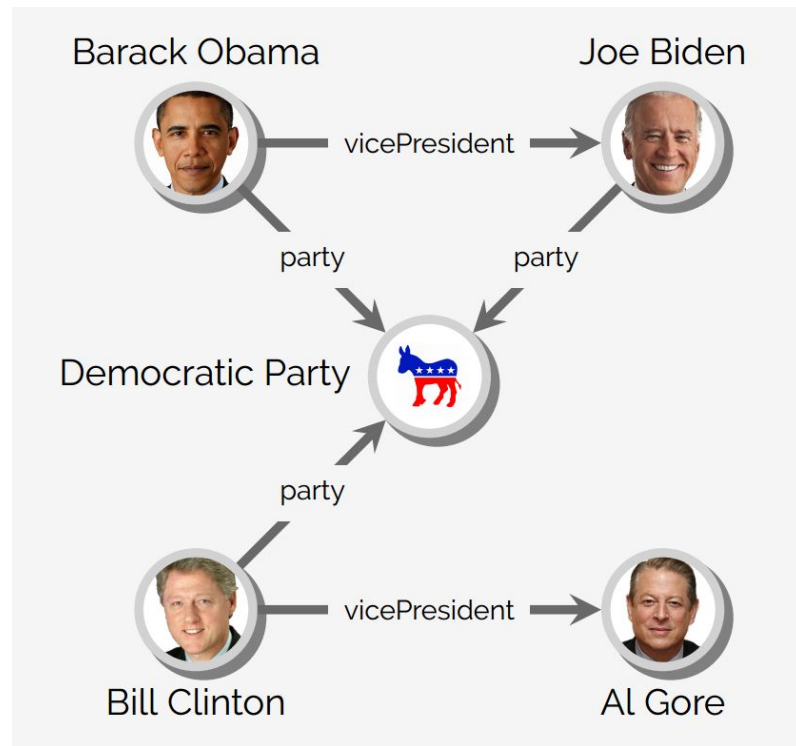 Barack Obama
Joe Biden
vicePresident
party
party
Democratic Party
party
vicePresident
Bill Clinton
Al Gore